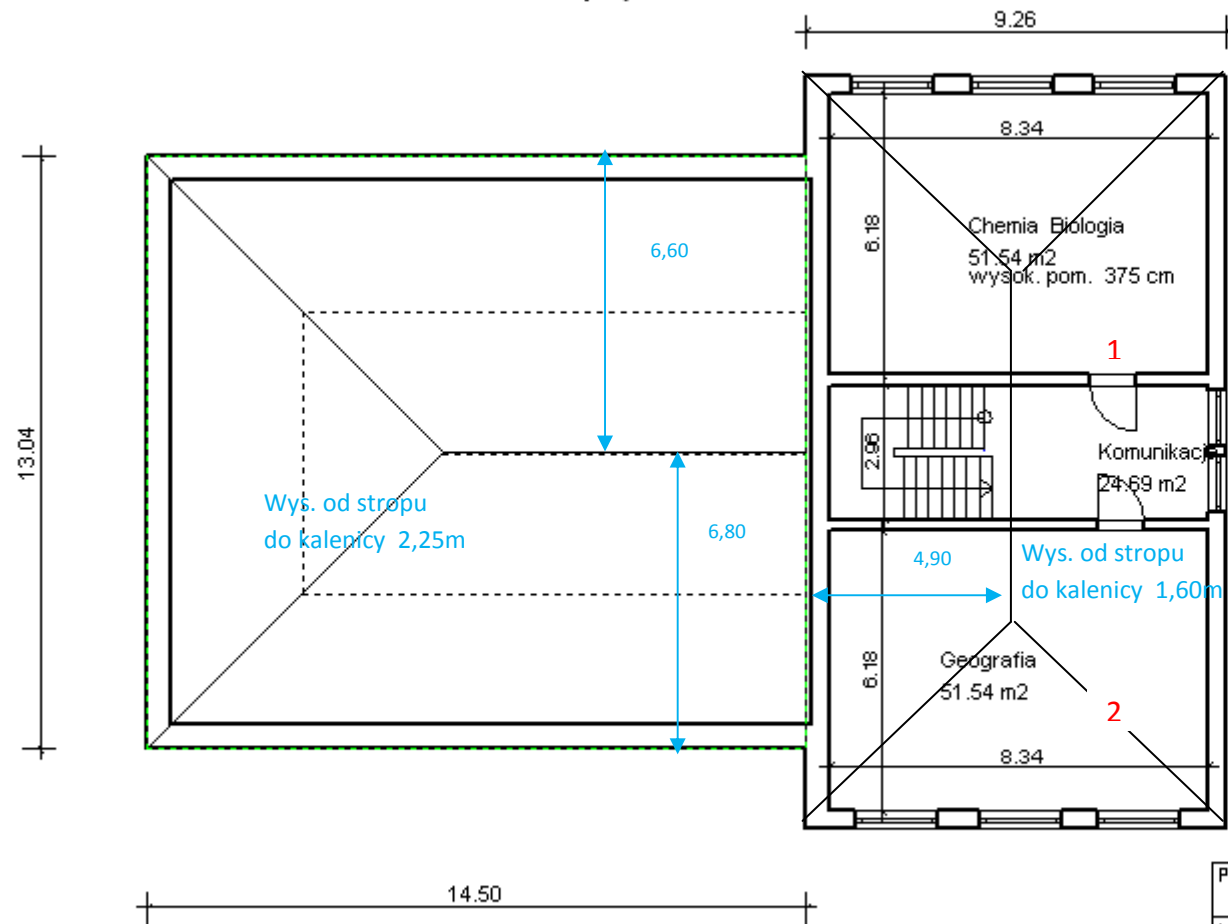 9.26
8.34
6.18
Chemia Biologia
51.54 m2
wysok. pom. 375 cm
6,60
1
13.04
2.96
Komunikacja
24.69 m2
Wys. od stropu
do kalenicy 2,25m
6,80
4,90
Wys. od stropu
do kalenicy 1,60m
6.18
Geografia
51.54 m2
2
8.34
14.50
P